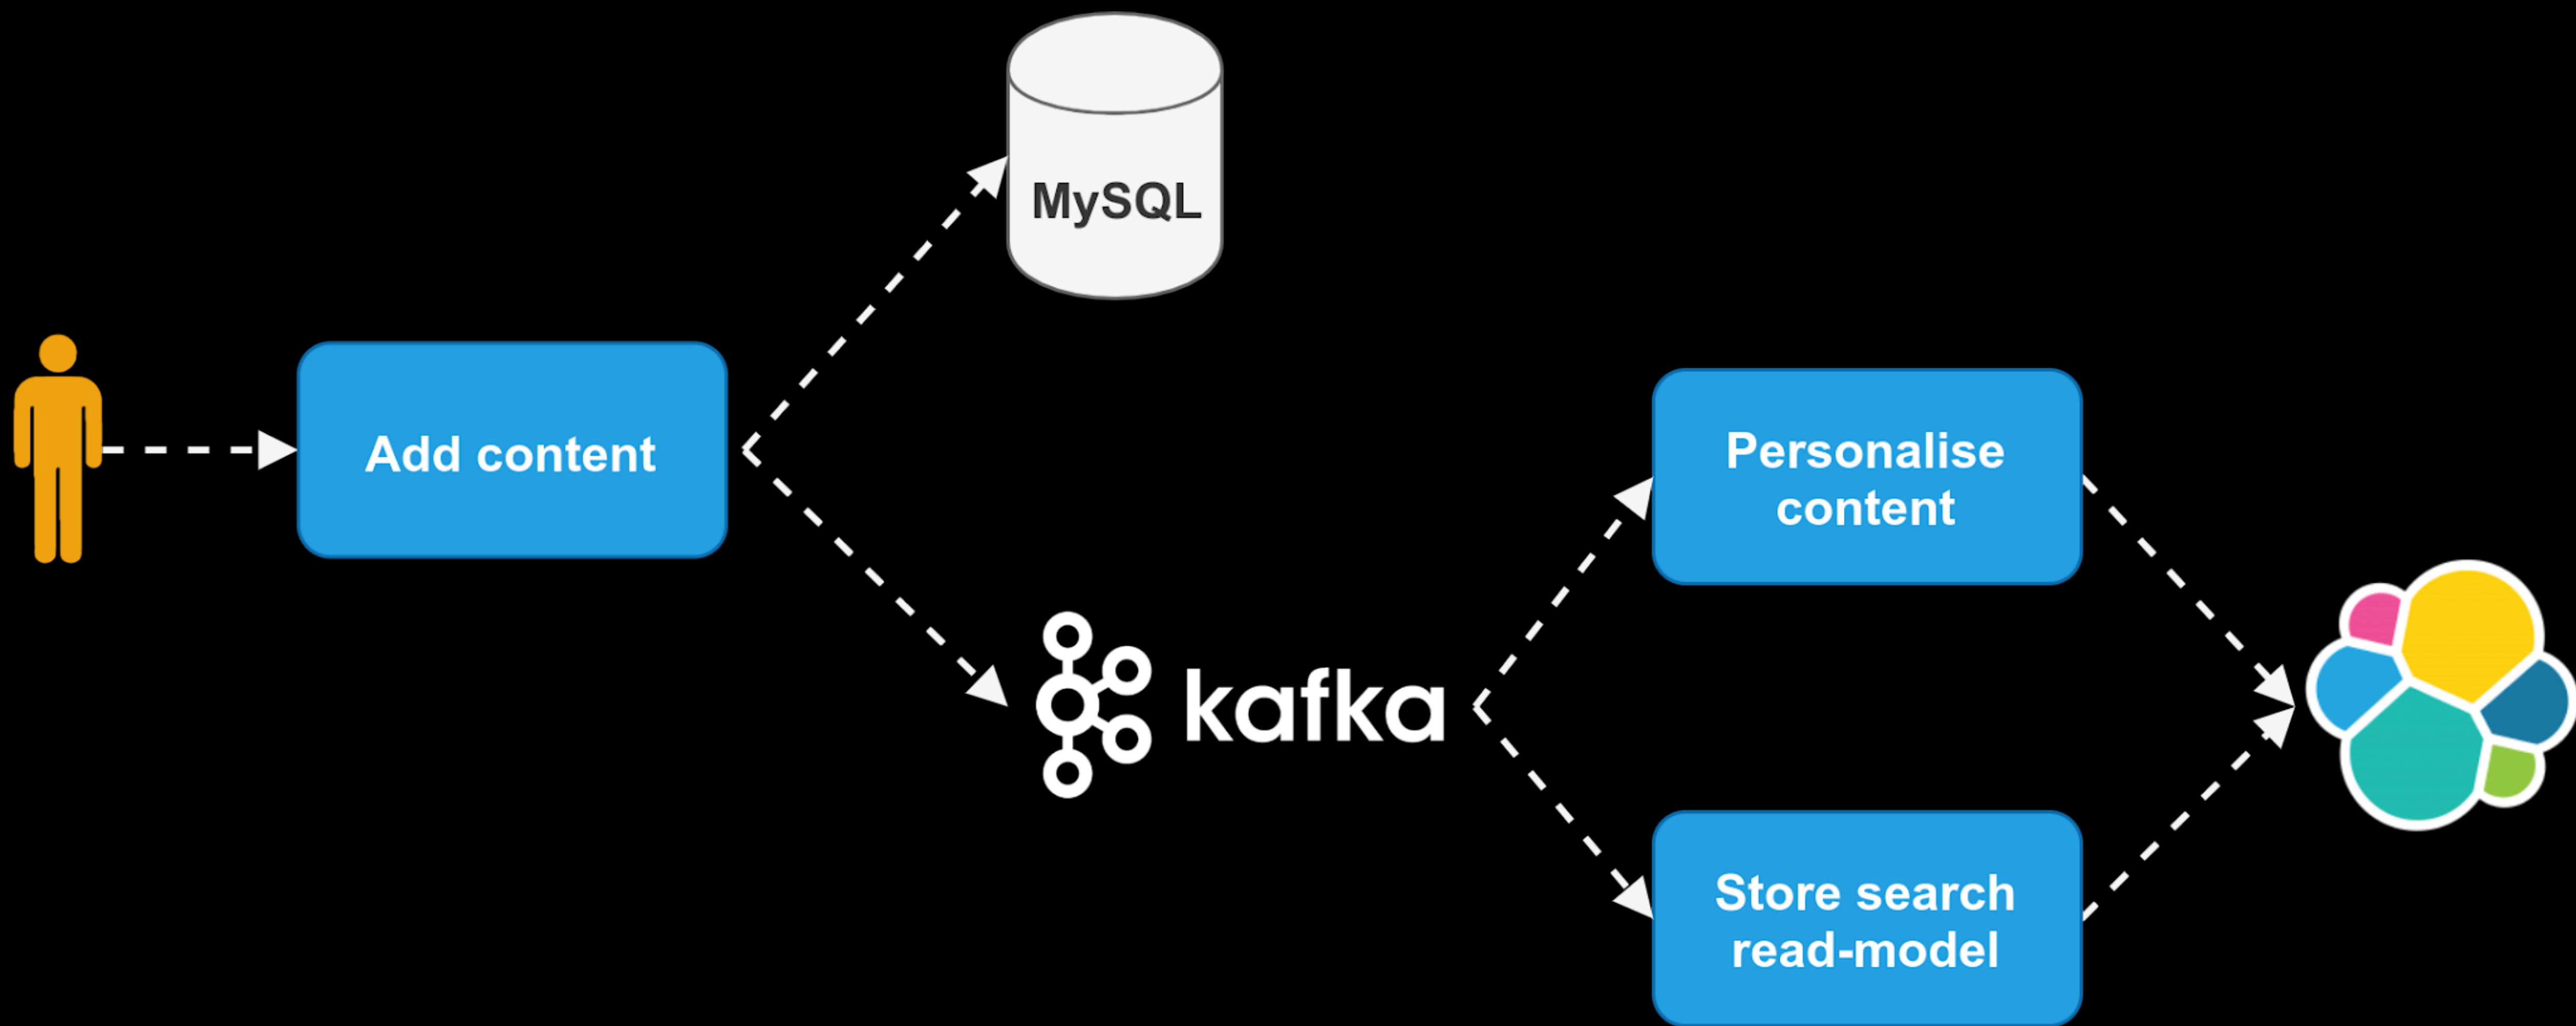 MySQL
Add content
Personalise
content
kafka
Store search
read-model